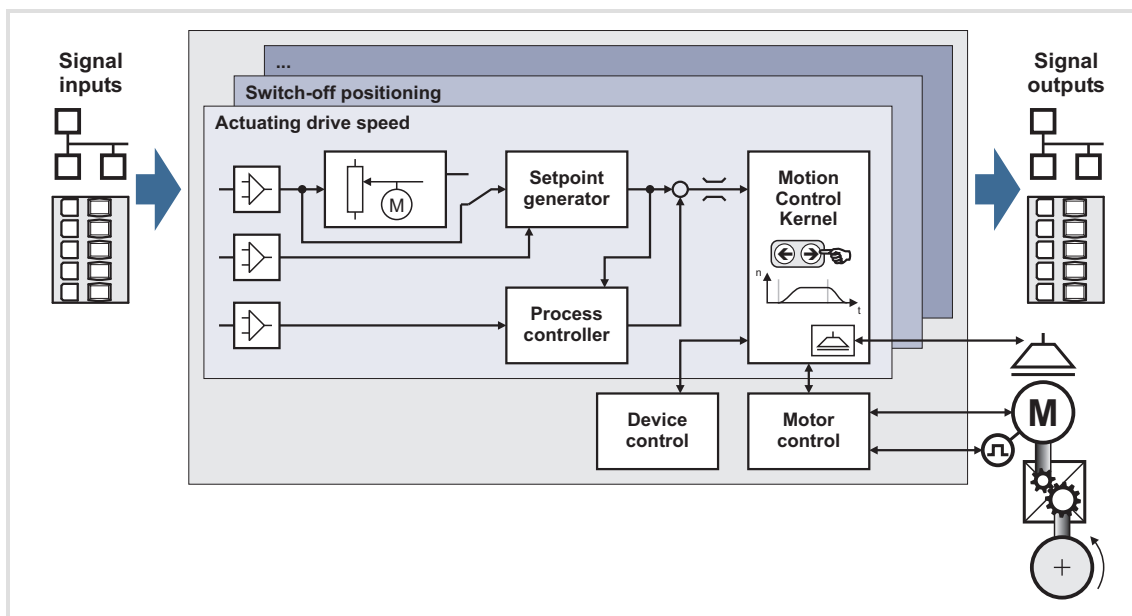 Signal
inputs
Signal
outputs
...
Switch-off positioning
Actuating drive speed
M
Setpoint
generator
Motion
Control
Kernel
n
t
Process
controller
Device
control
Motor
control
M